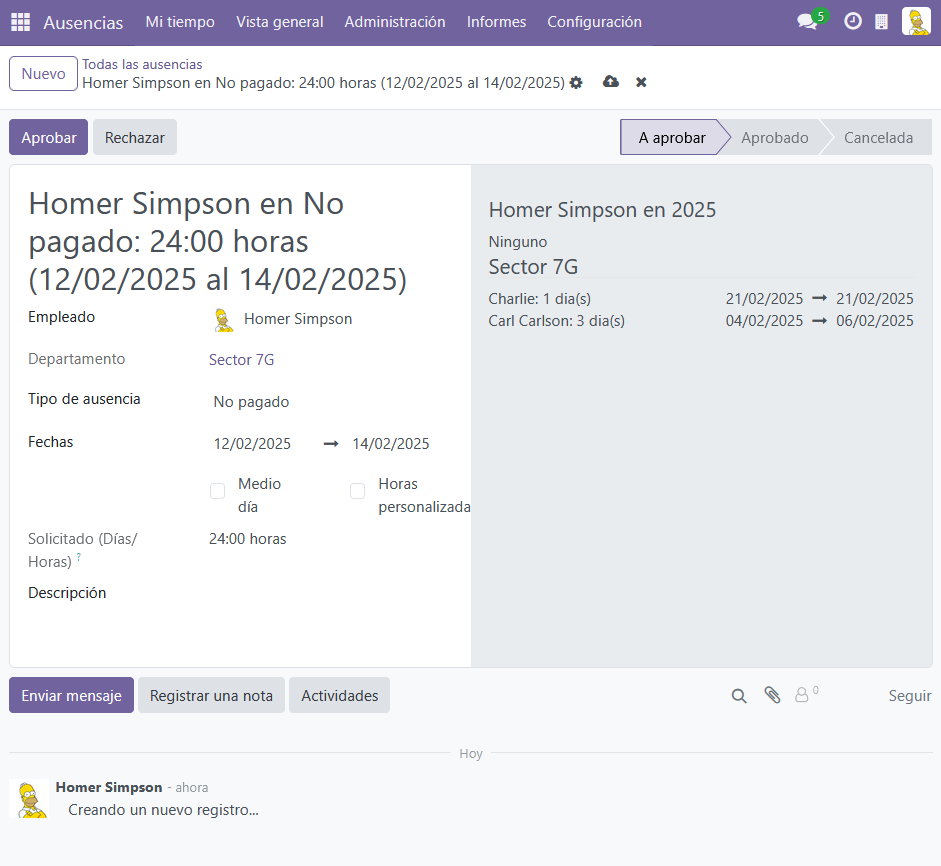 Ausencias Mi tiempo Vista general Administración Informes Configuración 5
Nuevo
Todas las ausencias
Homer Simpson en No pagado: 24:00 horas (12/02/2025 al 14/02/2025)
Aprobar Rechazar A aprobar Aprobado Cancelada
Homer Simpson en No
pagado: 24:00 horas
(12/02/2025 al 14/02/2025)
Empleado Homer Simpson
Departamento Sector 7G
Tipo de ausencia No pagado
Fechas 12/02/2025 → 14/02/2025
Medio
día
Horas
personalizada
Solicitado (Días/
Horas) ?
24:00 horas
Descripción
Homer Simpson en 2025
Ninguno
Sector 7G
Charlie: 1 dia(s) 21/02/2025 → 21/02/2025
Carl Carlson: 3 dia(s) 04/02/2025 → 06/02/2025
Enviar mensaje Registrar una nota Actividades 0 Seguir
Hoy
Homer Simpson - ahora
Creando un nuevo registro...